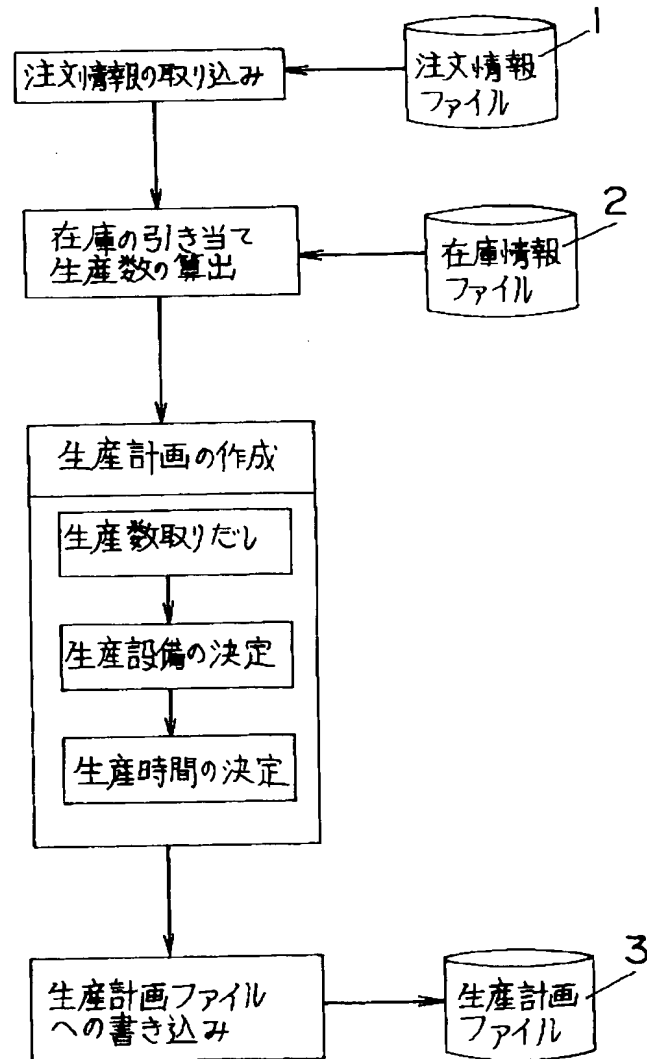 1
注文情報の取り込み
注文情報
ファイル
2
在庫の引き当て
生産数の算出
在庫情報
ファイル
生産計画の作成
生産数取りだし
生産設備の決定
生産時間の決定
3
生産計画ファイル
への書き込み
生産計画
ファイル